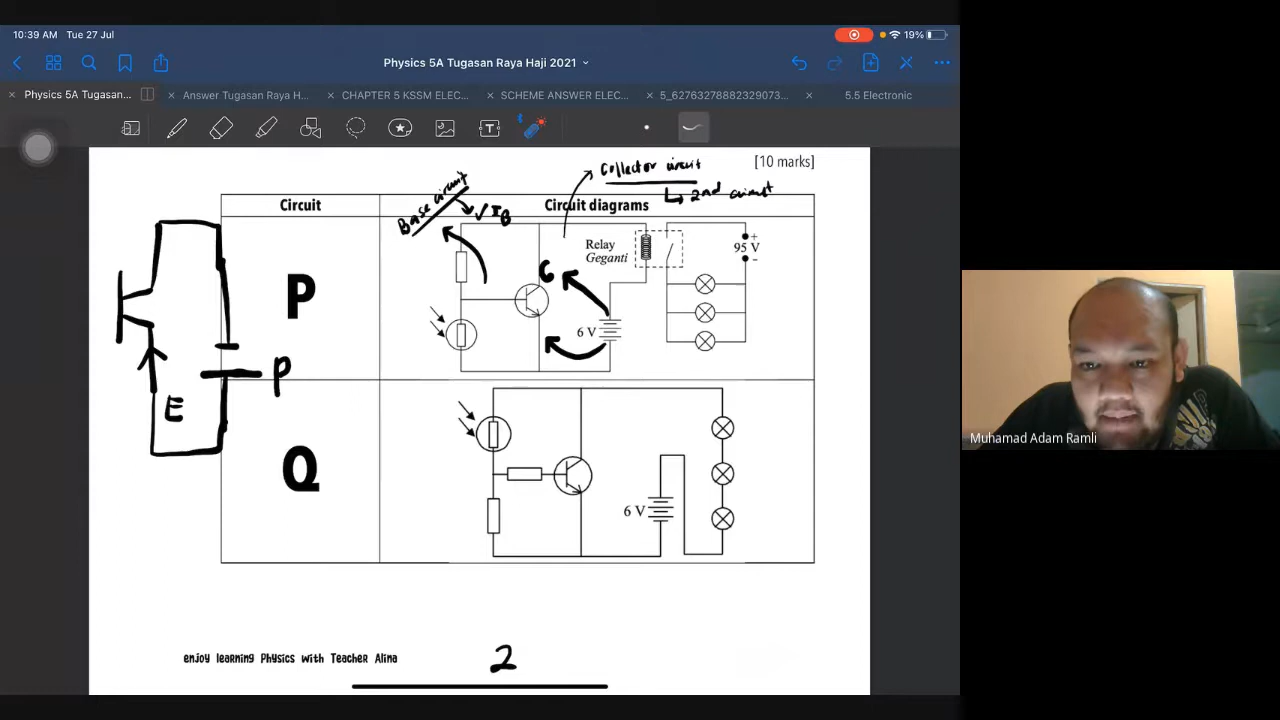 10:39 AM Tue 27 Jul
19%
Physics 5A Tugasan Raya Haji 2021
Physics 5A Tugasan...
Answer Tugasan Raya H...
CHAPTER 5 KSSM ELEC...
SCHEME ANSWER ELEC...
5_62763278882329073...
5.5 Electronic
[10 marks]
Collector circuit
2nd circuit
Base circuit
√ IB
Circuit
Circuit diagrams
P
Relay
Geganti
95 V
+
-
C
6 V
P
E
Q
6 V
enjoy learning Physics with Teacher Alina
2
Muhamad Adam Ramli